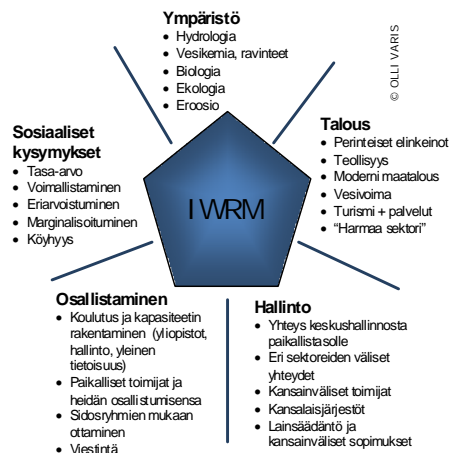 Ympäristö
• Hydrologia
• Vesikemia, ravinteet
• Biologia
• Ekologia
• Eroosio
© OLLI VARIS
Sosiaaliset
kysymykset
• Tasa-arvo
• Voimallistaminen
• Eriarvoistuminen
• Marginalisoituminen
• Köyhyys
Talous
• Perinteiset elinkeinot
• Teollisyys
• Moderni maatalous
• Vesivoima
• Turismi + palvelut
• "Harmaa sektori"
IWRM
Osallistaminen
• Koulutus ja kapasiteetin
rakentaminen (yliopistot,
hallinto, yleinen
tietoisuus)
• Paikalliset toimijat ja
heidän osallistumisensa
• Sidosryhmien mukaan
ottaminen
• Viestintä
Hallinto
• Yhteys keskushallinnosta
paikallistasolle
• Eri sektoreiden väliset
yhteydet
• Kansainväliset toimijat
• Kansalaisjärjestöt
• Lainsäädäntö ja
kansainväliset sopimukset